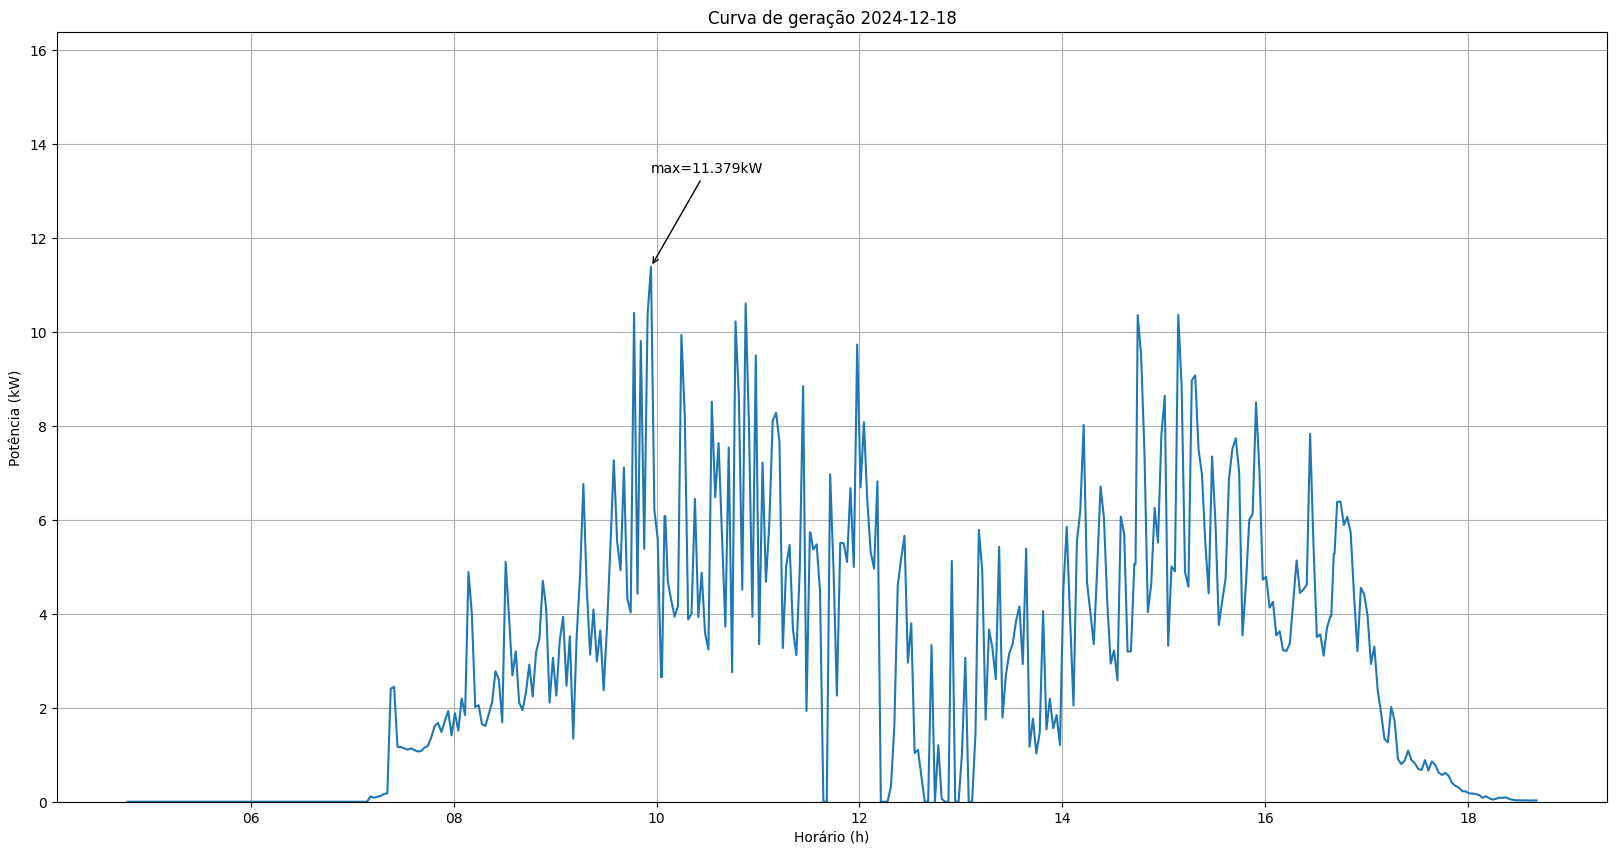 Curva de geração 2024-12-18
16
14
max=11.379kW
12
10
8
6
4
2
0
Potência (kW)
06 08 10 12 14 16 18
Horário (h)